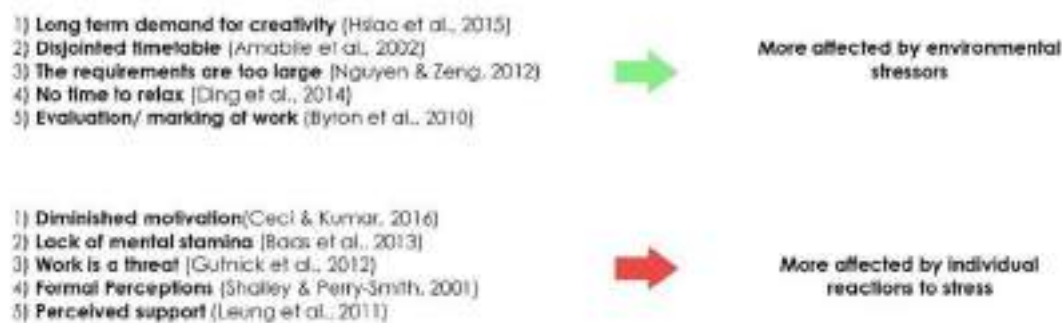 1) Long term demand for creativity (Hsiao et al., 2015)
2) Disjointed timetable (Amabile et al., 2002)
3) The requirements are too large (Nguyen & Zeng, 2012)
4) No time to relax (Ding et al., 2014)
5) Evaluation/ marking of work (Byron et al., 2010)
More affected by environmental
stressors
1) Diminished motivation(Ceci & Kumar, 2016)
2) Lack of mental stamina (Baas et al., 2013)
3) Work is a threat (Gutnick et al., 2012)
4) Formal Perceptions (Shalley & Perry-Smith, 2001)
5) Perceived support (Leung et al., 2011)
More affected by individual
reactions to stress